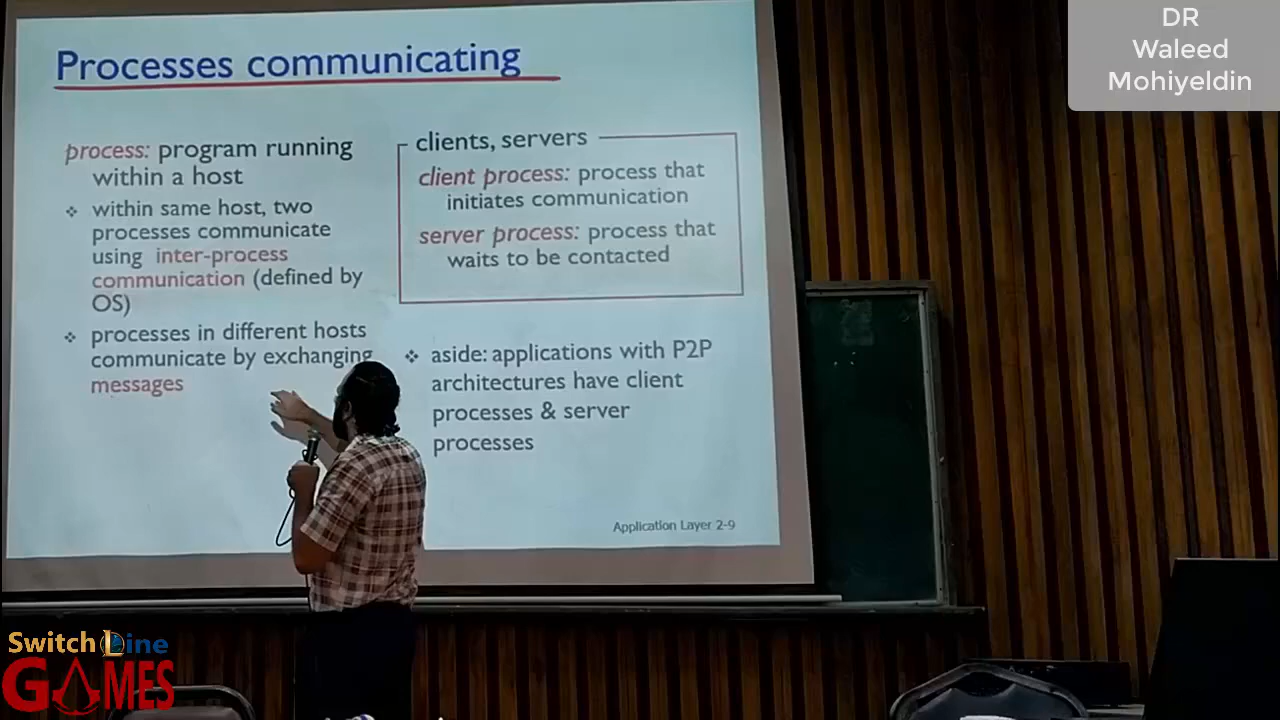 DR
Waleed
Mohiyeldin
Processes communicating
process: program running
within a host
❖ within same host, two
processes communicate
using inter-process
communication (defined by
OS)
❖ processes in different hosts
communicate by exchanging
messages
clients, servers
client process: process that
initiates communication
server process: process that
waits to be contacted
❖ aside: applications with P2P
architectures have client
processes & server
processes
Application Layer 2-9
Switch Line
GAMES